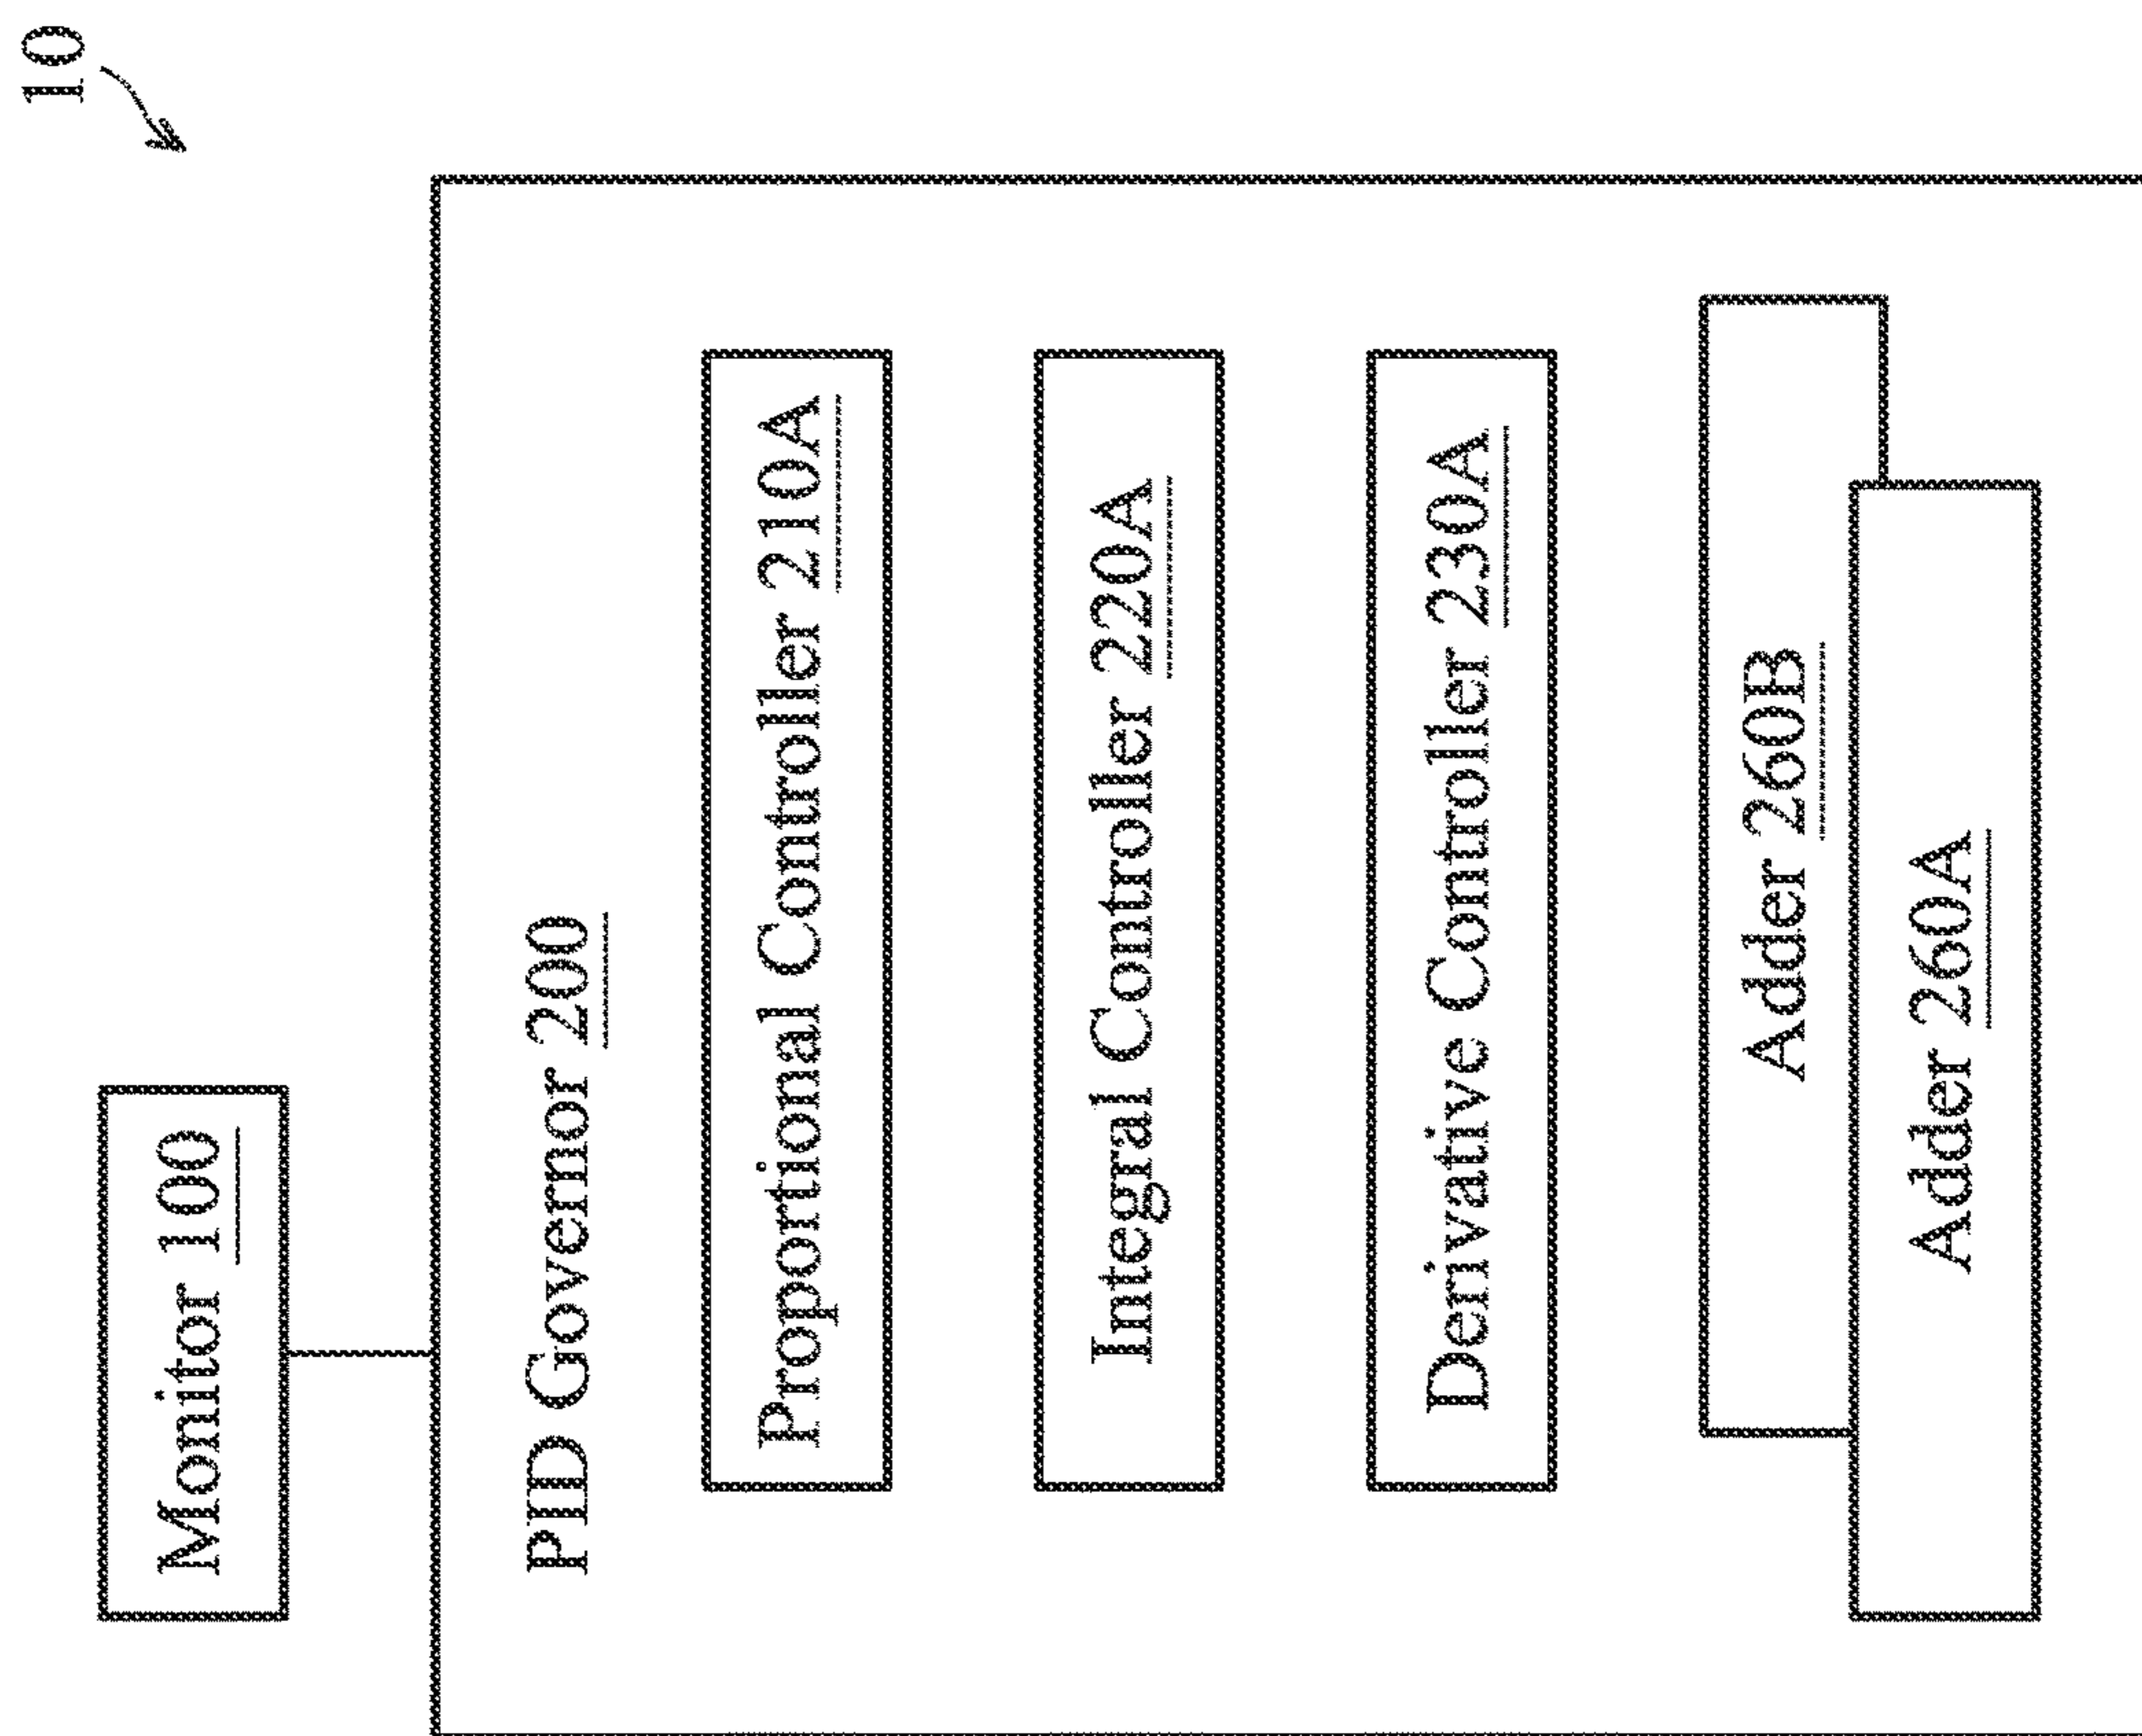 10
Monitor 100
PID Governor 200
Proportional Controller 210A
Integral Controller 220A
Derivative Controller 230A
Adder 260B
Adder 260A